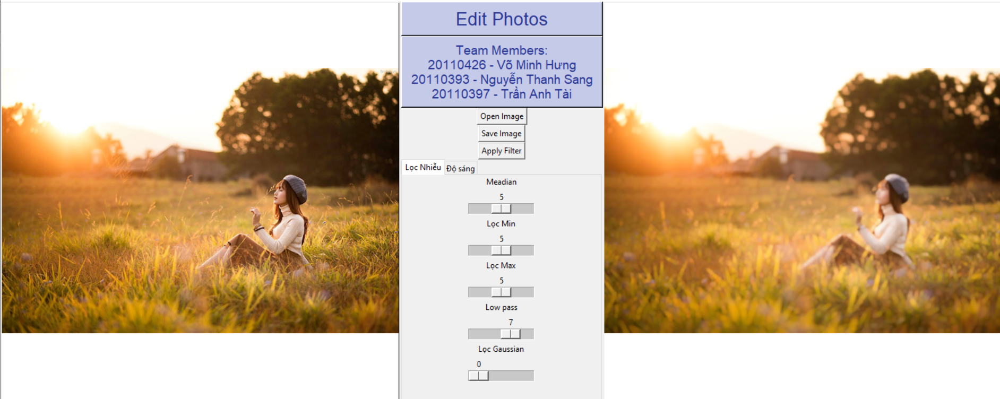 Edit Photos
Team Members:
20110426 - Võ Minh Hưng
20110393 - Nguyễn Thanh Sang
20110397 - Trần Anh Tài
Open Image
Save Image
Apply Filter
Lọc Nhiễu
Độ sáng
Meadian
5
Lọc Min
5
Lọc Max
5
Low pass
7
Lọc Gaussian
0